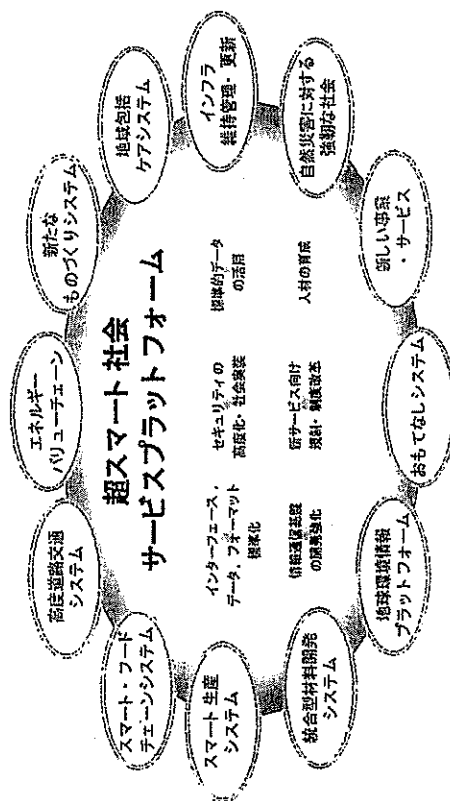 超スマート社会
サービスプラットフォーム
インターフェース,
データ, フォーマット
標準化
セキュリティの
高度化・社会実装
標準的データ
の活用
情報通信基盤
の開発強化
新サービス向け
規制・制度改革
人材の育成
エネルギー
バリューチェーン
新たな
ものづくりシステム
地域包括
ケアシステム
インフラ
維持管理・更新
自然災害に対する
強靭な社会
新しい事業
・サービス
おもてなしシステム
地球環境情報
プラットフォーム
統合型材料開発
システム
スマート生産
システム
スマート・フード
チェーンシステム
高度道路交通
システム